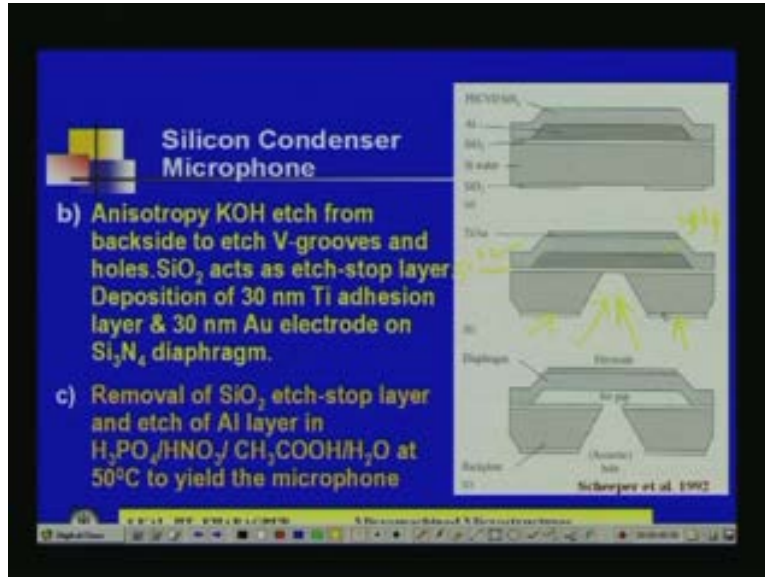 Silicon Condenser
Microphone
b) Anisotropy KOH etch from
backside to etch V-grooves and
holes.SiO₂ acts as etch-stop layer.
Deposition of 30 nm Ti adhesion
layer & 30 nm Au electrode on
Si₃N₄ diaphragm.
c) Removal of SiO₂ etch-stop layer
and etch of Al layer in
H₃PO₄/HNO₃/ CH₃COOH/H₂O at
50⁰C to yield the microphone
Al
SiO₂
Si wafer
SiO₂
Ti/Au
Diaphragm
Electrode
Air gap
Backplate
(Acoustic)
hole
Scheeper et al. 1992